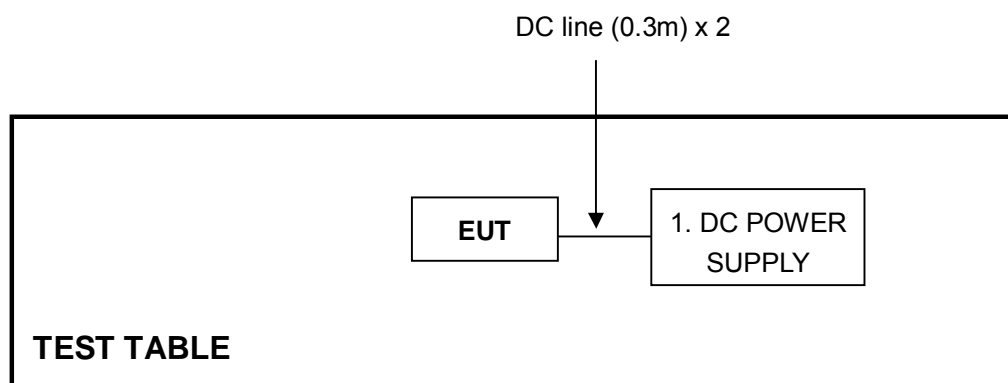 DC line (0.3m) x 2
EUT
1. DC POWER
SUPPLY
TEST TABLE